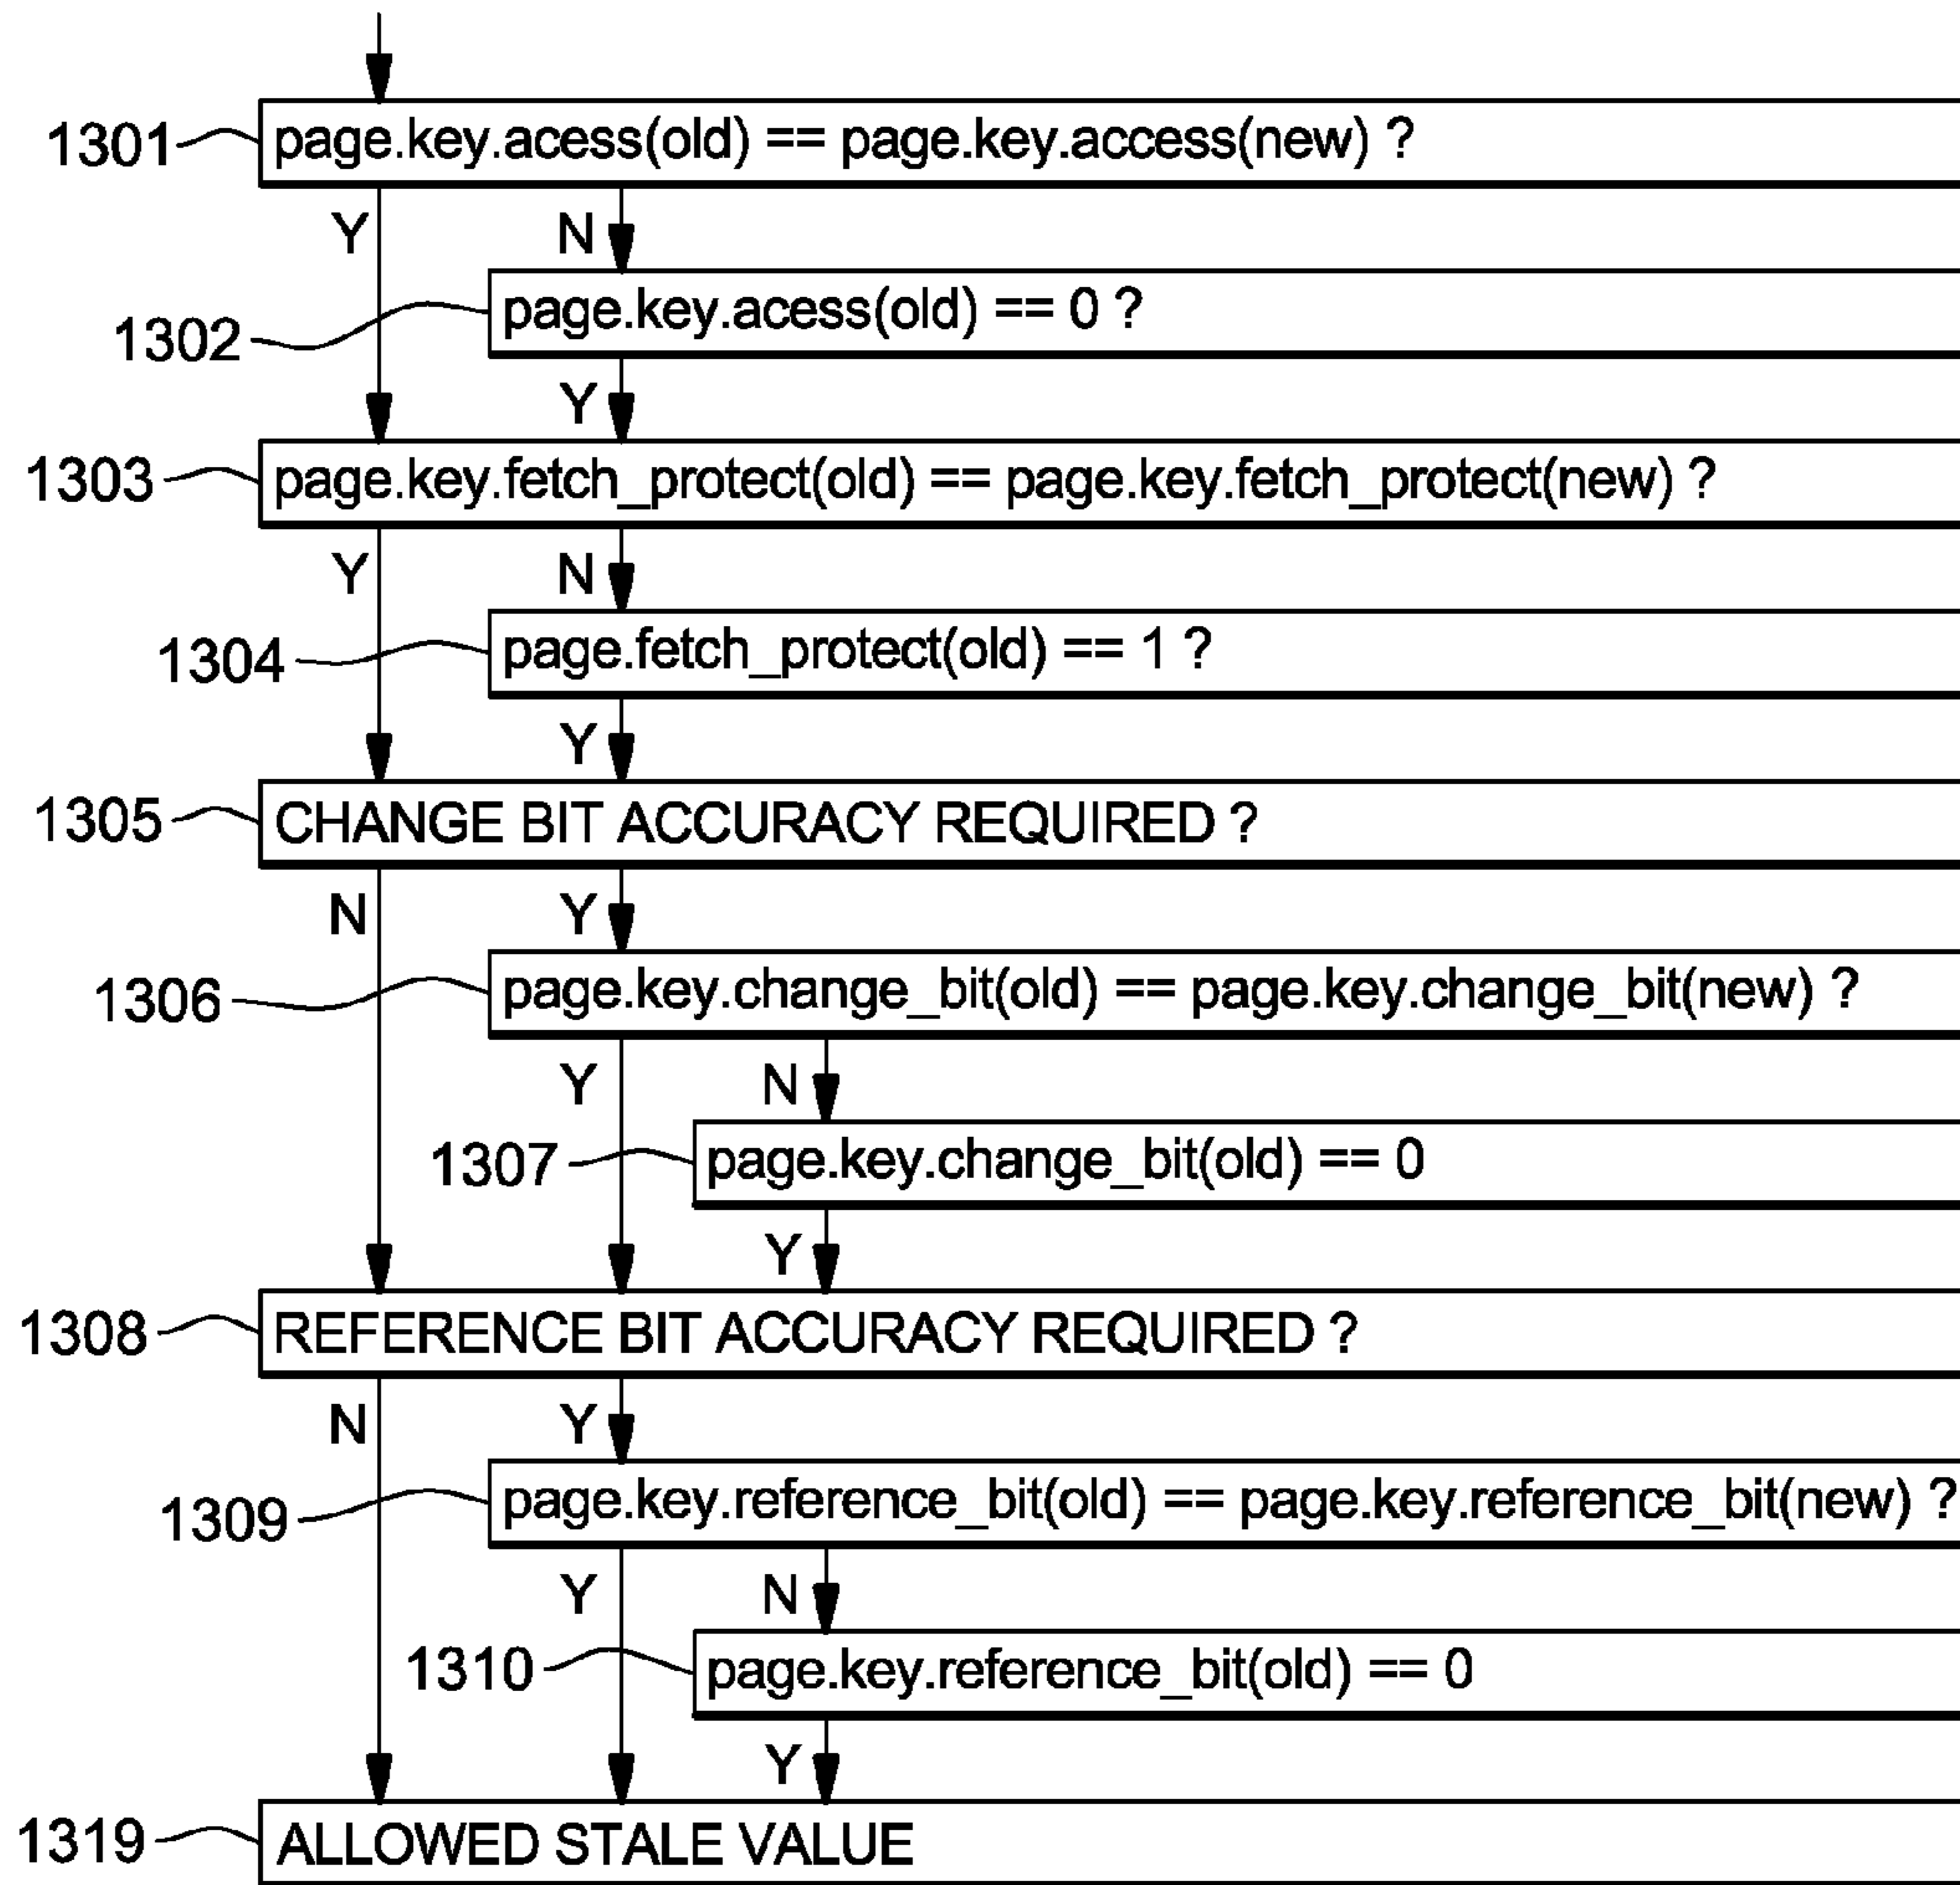 1301 page.key.acess(old) == page.key.access(new) ?
Y N
1302 page.key.acess(old) == 0 ?
Y
1303 page.key.fetch_protect(old) == page.key.fetch_protect(new) ?
Y N
1304 page.fetch_protect(old) == 1 ?
Y
1305 CHANGE BIT ACCURACY REQUIRED ?
N Y
1306 page.key.change_bit(old) == page.key.change_bit(new) ?
Y N
1307 page.key.change_bit(old) == 0
Y
1308 REFERENCE BIT ACCURACY REQUIRED ?
N Y
1309 page.key.reference_bit(old) == page.key.reference_bit(new) ?
Y N
1310 page.key.reference_bit(old) == 0
Y
1319 ALLOWED STALE VALUE